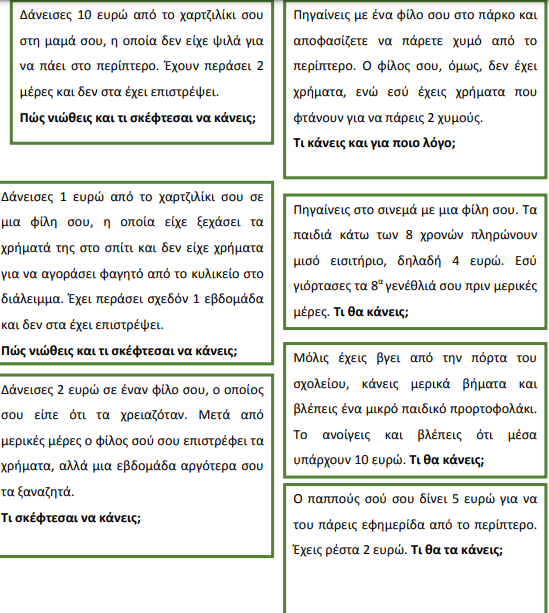 Δάνεισες 10 ευρώ από το χαρτζιλίκι σου
στη μαμά σου, η οποία δεν είχε ψιλά για
να πάει στο περίπτερο. Έχουν περάσει 2
μέρες και δεν στα έχει επιστρέψει.
Πώς νιώθεις και τι σκέφτεσαι να κάνεις;
Δάνεισες 1 ευρώ από το χαρτζιλίκι σου σε
μια φίλη σου, η οποία είχε ξεχάσει τα
χρήματά της στο σπίτι και δεν είχε χρήματα
για να αγοράσει φαγητό από το κυλικείο στο
διάλειμμα. Έχει περάσει σχεδόν 1 εβδομάδα
και δεν στα έχει επιστρέψει.
Πώς νιώθεις και τι σκέφτεσαι να κάνεις;
Δάνεισες 2 ευρώ σε έναν φίλο σου, ο οποίος
σου είπε ότι τα χρειαζόταν. Μετά από
μερικές μέρες ο φίλος σού σου επιστρέφει τα
χρήματα, αλλά μια εβδομάδα αργότερα σου
τα ξαναζητά.
Τι σκέφτεσαι να κάνεις;
Πηγαίνεις με ένα φίλο σου στο πάρκο και
αποφασίζετε να πάρετε χυμό από το
περίπτερο. Ο φίλος σου, όμως, δεν έχει
χρήματα, ενώ εσύ έχεις χρήματα που
φτάνουν για να πάρεις 2 χυμούς.
Τι κάνεις και για ποιο λόγο;
Πηγαίνεις στο σινεμά με μια φίλη σου. Τα
παιδιά κάτω των 8 χρονών πληρώνουν
μισό εισιτήριο, δηλαδή 4 ευρώ. Εσύ
γιόρτασες τα 8α γενέθλιά σου πριν μερικές
μέρες. Τι θα κάνεις;
Μόλις έχεις βγει από την πόρτα του
σχολείου, κάνεις μερικά βήματα και
βλέπεις ένα μικρό παιδικό προρτοφολάκι.
Το ανοίγεις και βλέπεις ότι μέσα
υπάρχουν 10 ευρώ. Τι θα κάνεις;
Ο παππούς σού σου δίνει 5 ευρώ για να
του πάρεις εφημερίδα από το περίπτερο.
Έχεις ρέστα 2 ευρώ. Τι θα τα κάνεις;